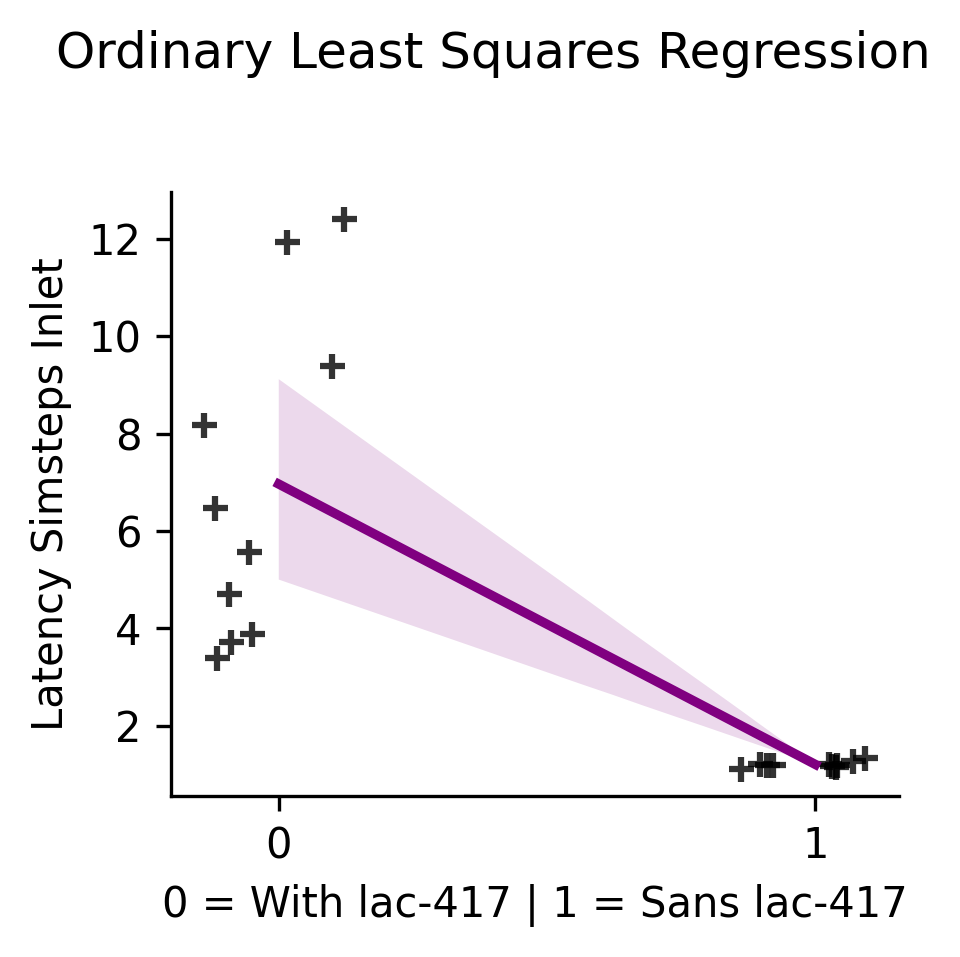 Ordinary Least Squares Regression
Latency Simsteps Inlet
12
10
8
6
4
2
0
1
0 = With lac-417 | 1 = Sans lac-417